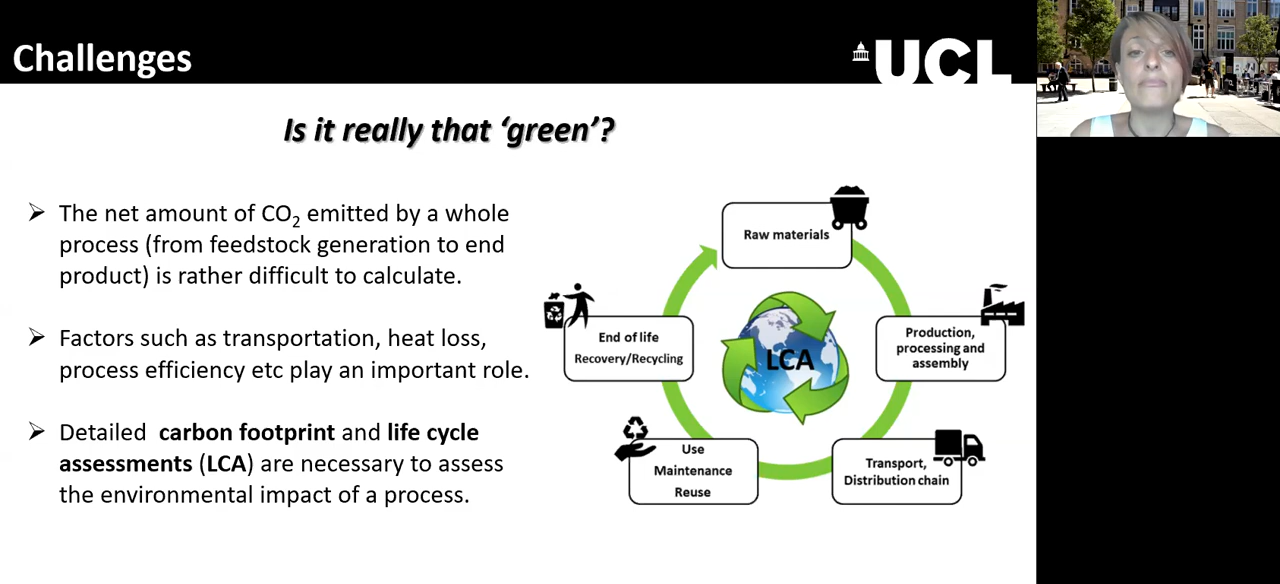 Challenges
UCL
Is it really that ‘green’?
➢ The net amount of CO₂ emitted by a whole
process (from feedstock generation to end
product) is rather difficult to calculate.
➢ Factors such as transportation, heat loss,
process efficiency etc play an important role.
➢ Detailed carbon footprint and life cycle
assessments (LCA) are necessary to assess
the environmental impact of a process.
Raw materials
Production,
processing and
assembly
Transport,
Distribution chain
Use
Maintenance
Reuse
End of life
Recovery/Recycling
LCA